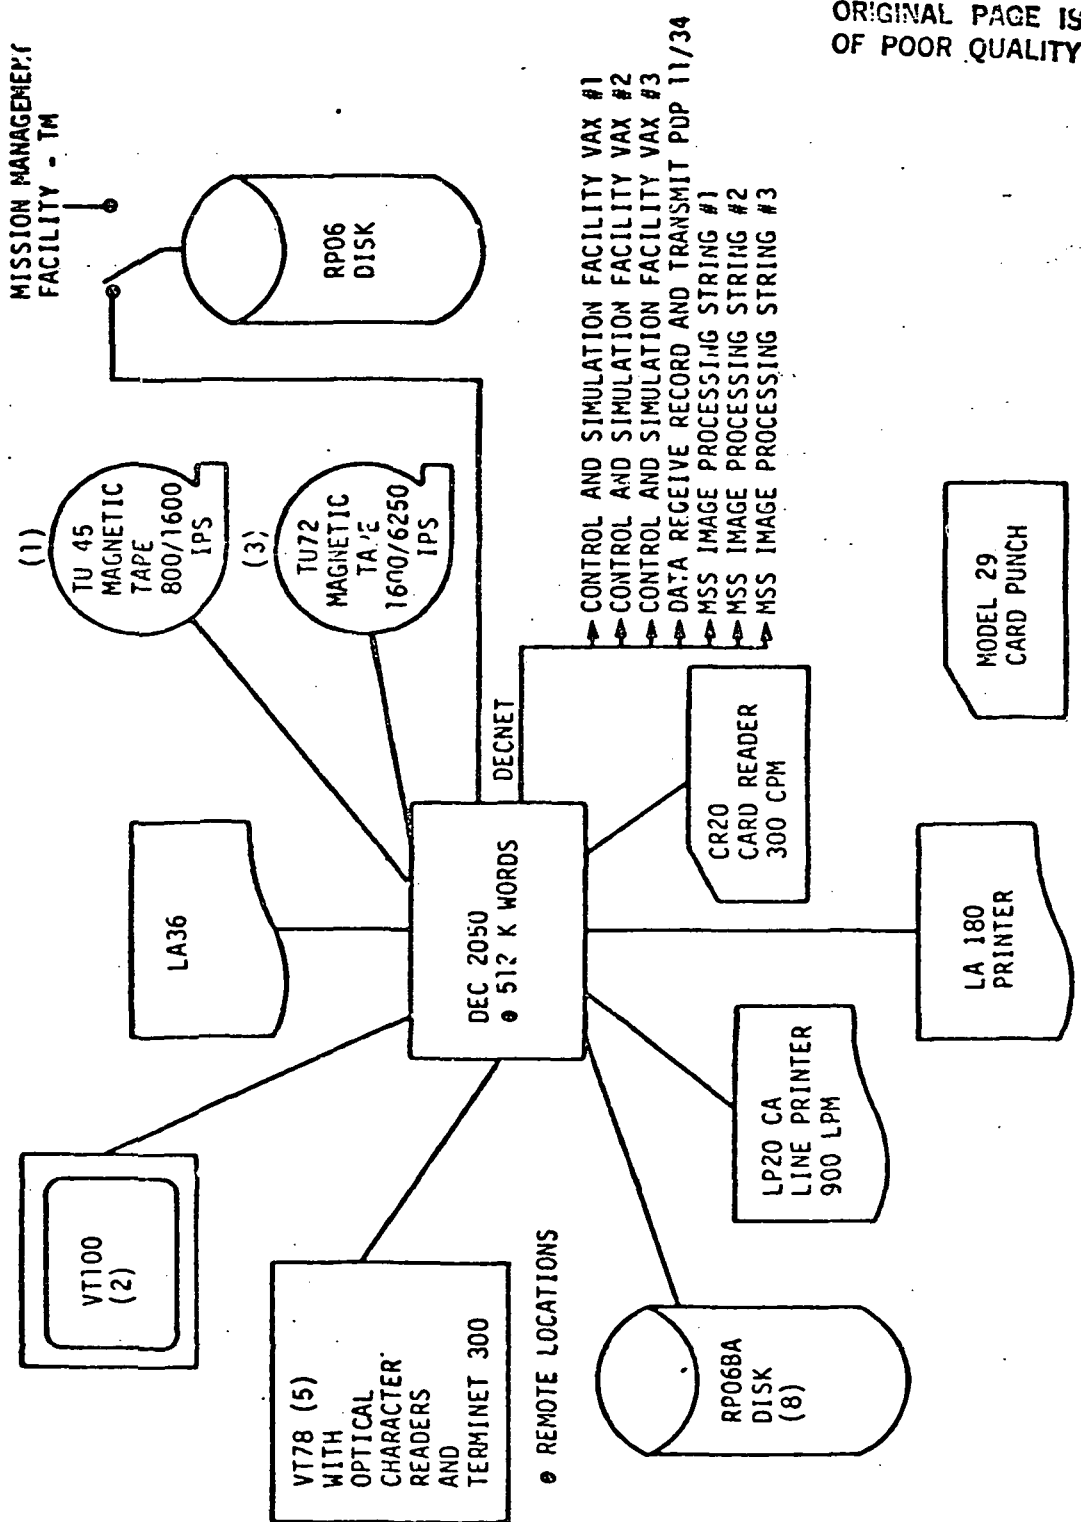 ORIGINAL PAGE IS
OF POOR QUALITY
MISSION MANAGEMENT
FACILITY - TM
RP06
DISK
(1)
TU 45
MAGNETIC
TAPE
800/1600
IPS
(3)
TU72
MAGNETIC
TAPE
1600/6250
IPS
LA36
VT100
(2)
VT78 (5)
WITH
OPTICAL
CHARACTER
READERS
AND
TERMINET 300
REMOTE LOCATIONS
DEC 2050
512 K WORDS
DECNET
CONTROL AND SIMULATION FACILITY VAX #1
CONTROL AND SIMULATION FACILITY VAX #2
CONTROL AND SIMULATION FACILITY VAX #3
DATA RECEIVE RECORD AND TRANSMIT PDP 11/34
MSS IMAGE PROCESSING STRING #1
MSS IMAGE PROCESSING STRING #2
MSS IMAGE PROCESSING STRING #3
RP06BA
DISK
(8)
LP20 CA
LINE PRINTER
900 LPM
CR20
CARD READER
300 CPM
LA 180
PRINTER
MODEL 29
CARD PUNCH